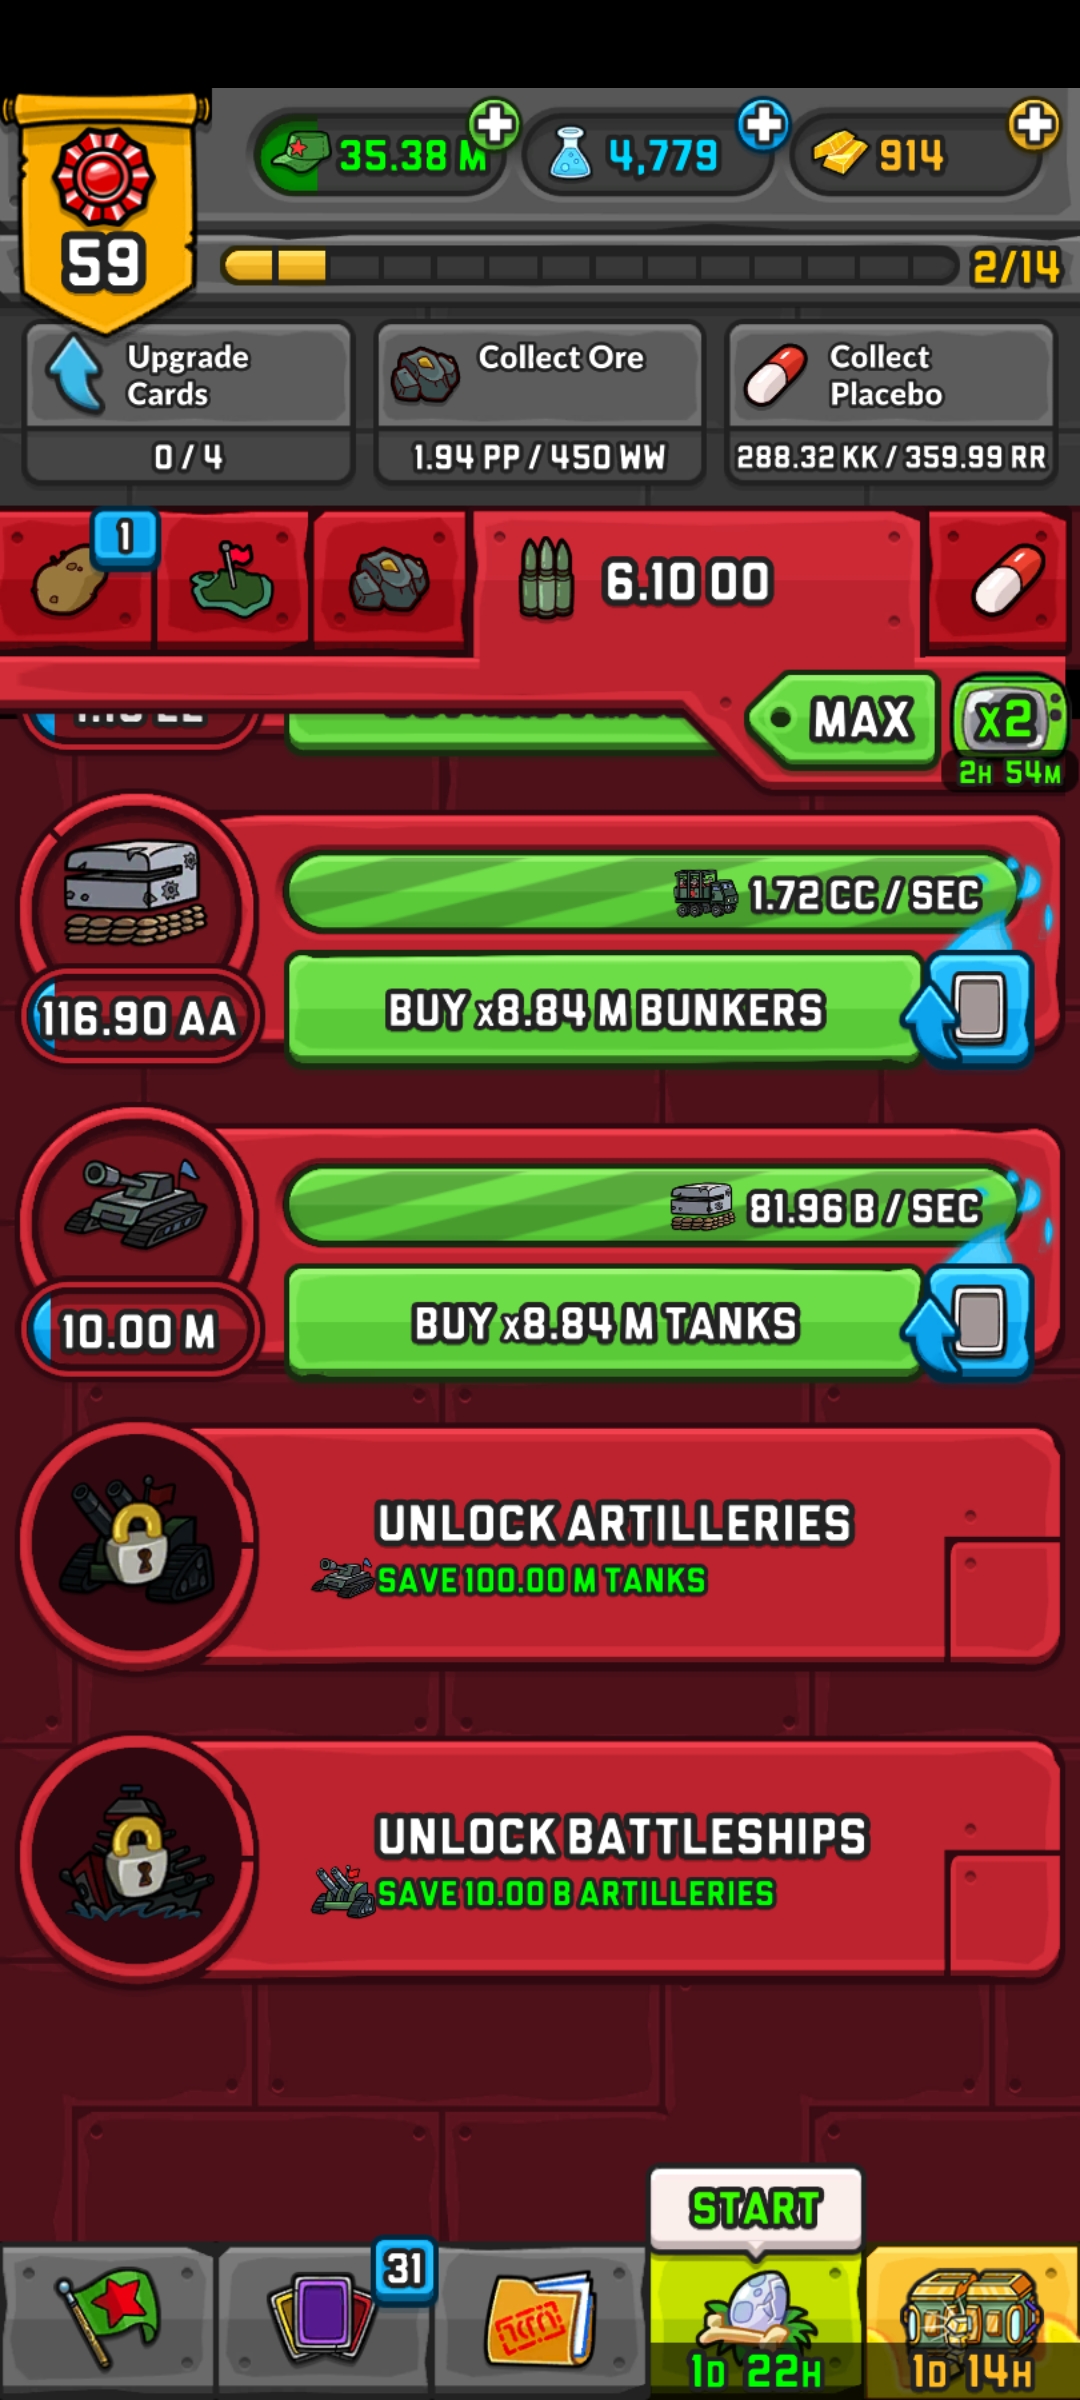 35.38 M
4,779
914
59
2/14
Upgrade
Cards
0 / 4
Collect Ore
1.94 PP / 450 WW
Collect
Placebo
288.32 KK / 359.99 RR
1
6.10 OO
MAX
x2
2H 54M
1.72 CC / SEC
116.90 AA
BUY x8.84 M BUNKERS
81.96 B / SEC
10.00 M
BUY x8.84 M TANKS
UNLOCK ARTILLERIES
SAVE 100.00 M TANKS
UNLOCK BATTLESHIPS
SAVE 10.00 B ARTILLERIES
START
31
1D 22H
1D 14H